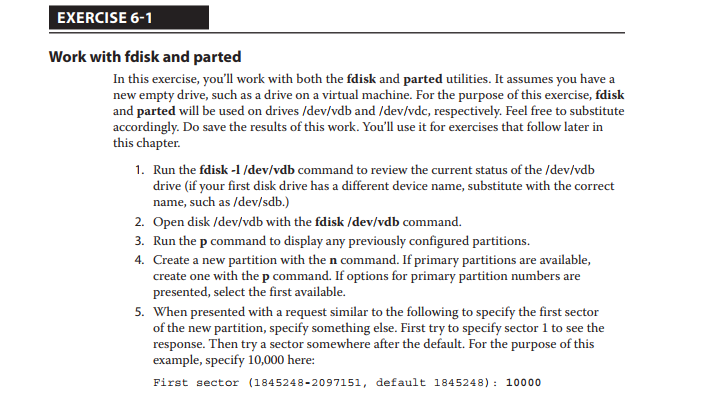 EXERCISE 6-1
Work with fdisk and parted
In this exercise, you'll work with both the fdisk and parted utilities. It assumes you have a
new empty drive, such as a drive on a virtual machine. For the purpose of this exercise, fdisk
and parted will be used on drives /dev/vdb and /dev/vdc, respectively. Feel free to substitute
accordingly. Do save the results of this work. You'll use it for exercises that follow later in
this chapter.
1. Run the fdisk -l /dev/vdb command to review the current status of the /dev/vdb
drive (if your first disk drive has a different device name, substitute with the correct
name, such as /dev/sdb.)
2. Open disk /dev/vdb with the fdisk /dev/vdb command.
3. Run the p command to display any previously configured partitions.
4. Create a new partition with the n command. If primary partitions are available,
create one with the p command. If options for primary partition numbers are
presented, select the first available.
5. When presented with a request similar to the following to specify the first sector
of the new partition, specify something else. First try to specify sector 1 to see the
response. Then try a sector somewhere after the default. For the purpose of this
example, specify 10,000 here:
First sector (1845248-2097151, default 1845248): 10000